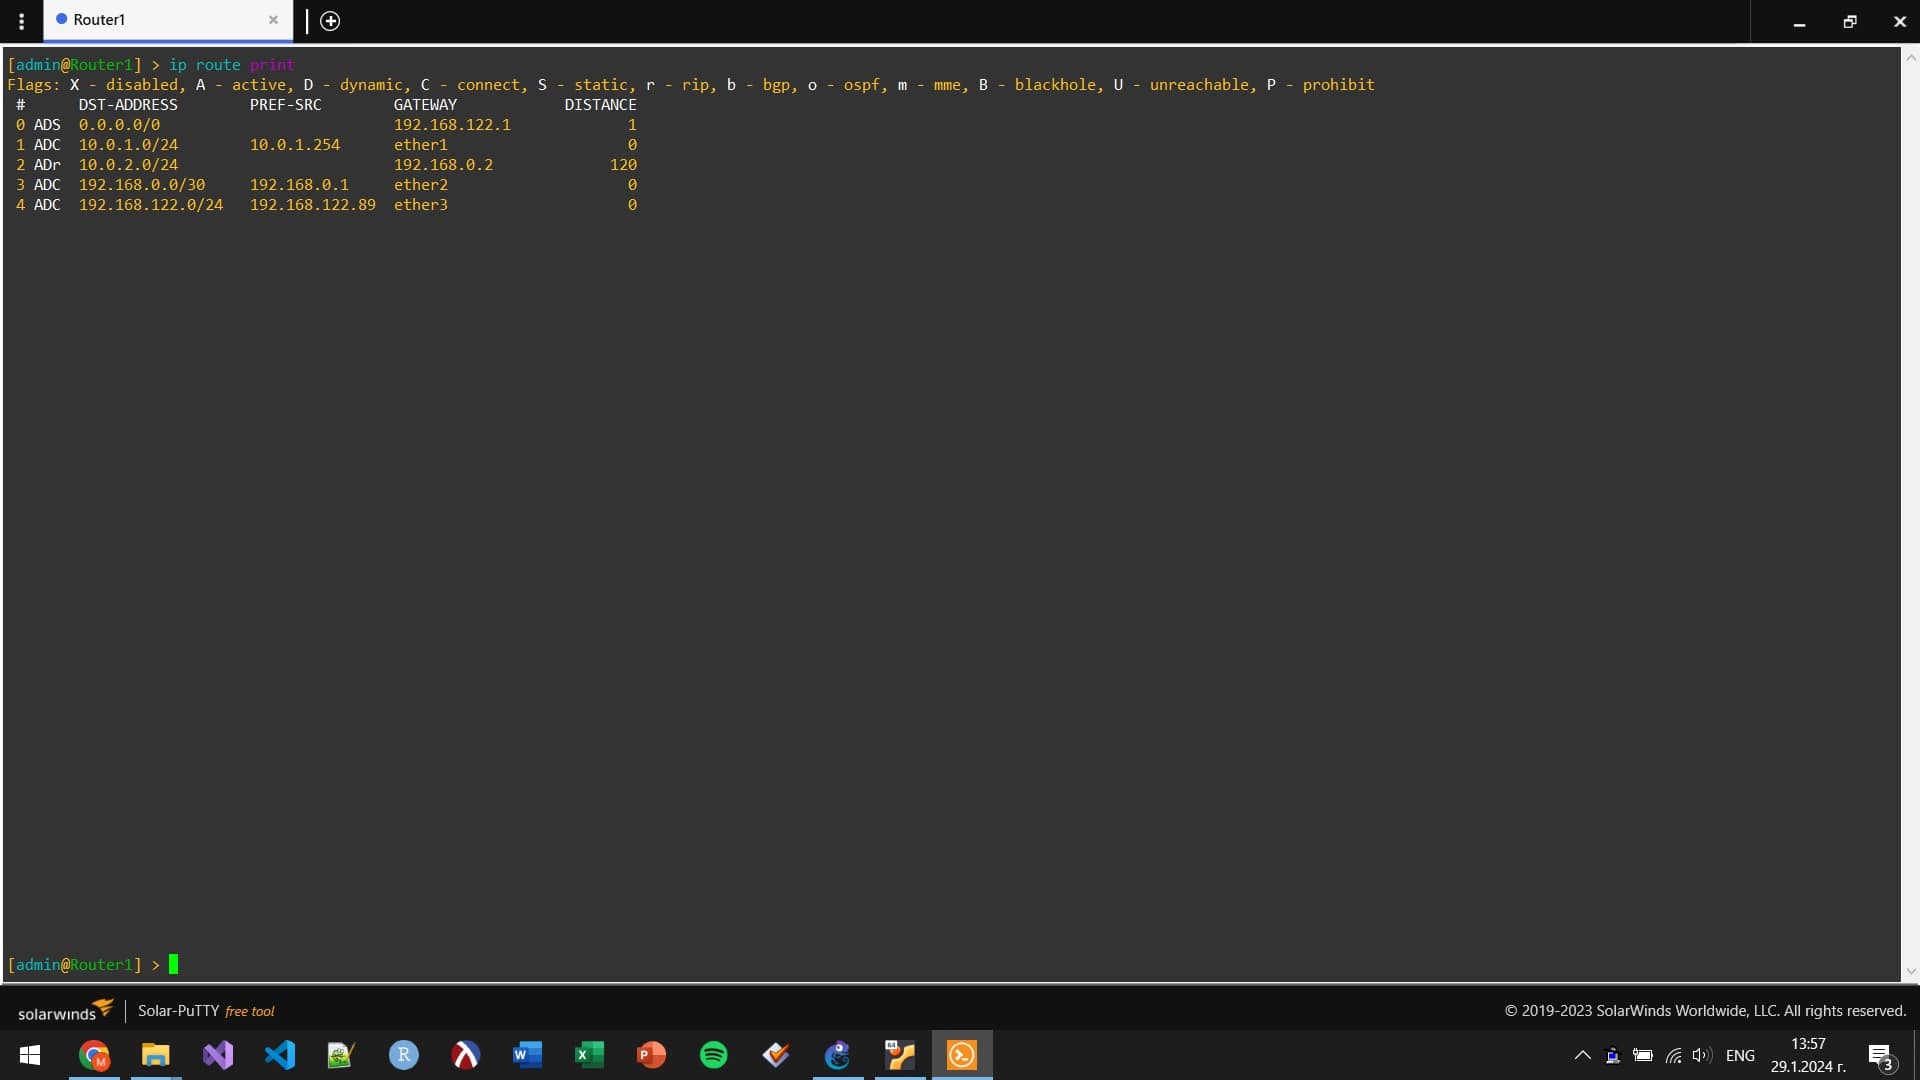 Router1
[admin@Router1] > ip route print
Flags: X - disabled, A - active, D - dynamic, C - connect, S - static, r - rip, b - bgp, o - ospf, m - mme, B - blackhole, U - unreachable, P - prohibit
#      DST-ADDRESS        PREF-SRC        GATEWAY            DISTANCE
0 ADS  0.0.0.0/0                          192.168.122.1             1
1 ADC  10.0.1.0/24        10.0.1.254      ether1                    0
2 ADr  10.0.2.0/24                        192.168.0.2             120
3 ADC  192.168.0.0/30     192.168.0.1     ether2                    0
4 ADC  192.168.122.0/24   192.168.122.89  ether3                    0
[admin@Router1] >
solarwinds Solar-PuTTY free tool © 2019-2023 SolarWinds Worldwide, LLC. All rights reserved.
M R W X P 64 ENG 13:57
29.1.2024 г. 3